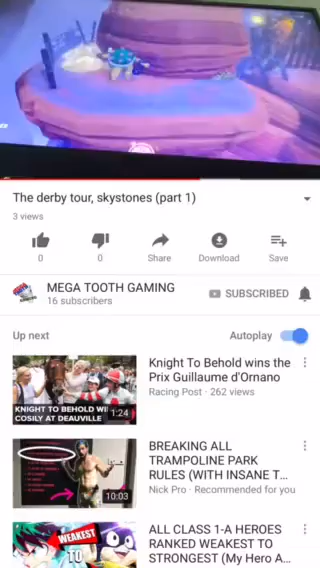 The derby tour, skystones (part 1)
3 views
0
0
Share
Download
Save
MEGA TOOTH GAMING
16 subscribers
SUBSCRIBED
Up next
Autoplay
Knight To Behold wins the
Prix Guillaume d'Ornano
Racing Post · 262 views
KNIGHT TO BEHOLD WI
COSILY AT DEAUVILLE
1:24
BREAKING ALL
TRAMPOLINE PARK
RULES (WITH INSANE T...
Nick Pro · Recommended for you
10:03
ALL CLASS 1-A HEROES
RANKED WEAKEST TO
STRONGEST (My Hero A...
WEAKEST
TO